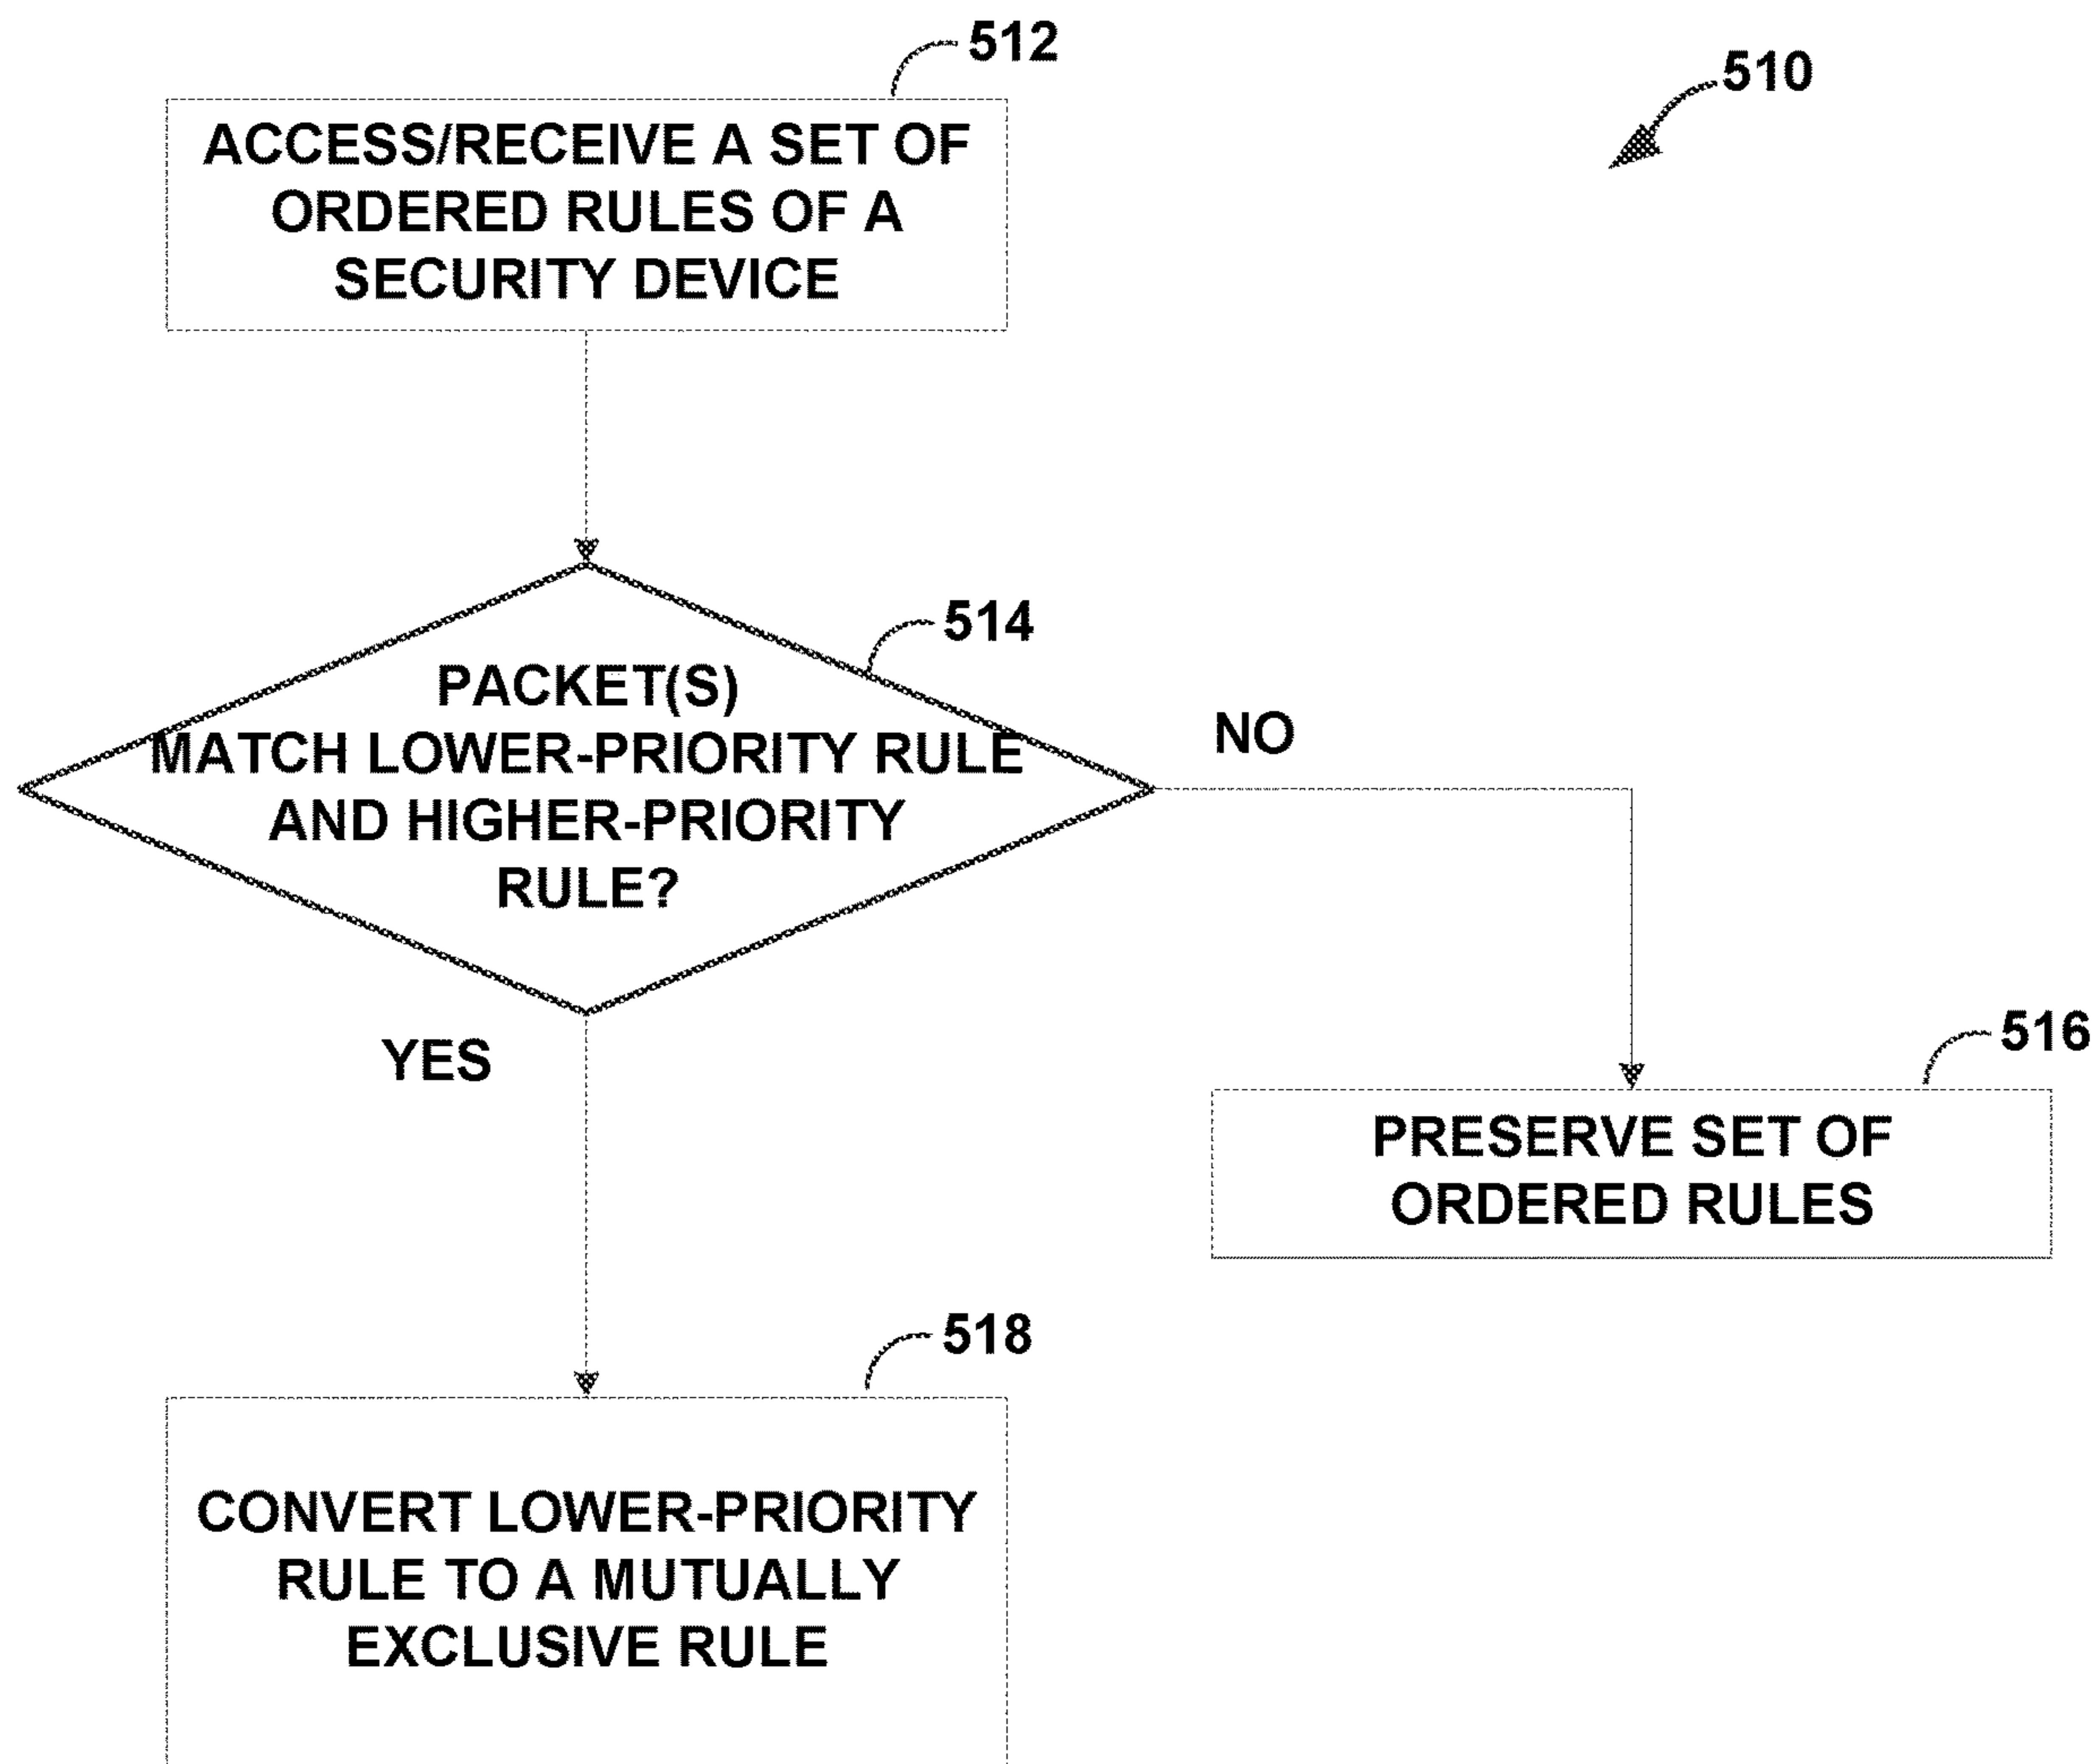 512
510
ACCESS/RECEIVE A SET OF
ORDERED RULES OF A
SECURITY DEVICE
514
PACKET(S)
MATCH LOWER-PRIORITY RULE
AND HIGHER-PRIORITY
RULE?
NO
YES
516
PRESERVE SET OF
ORDERED RULES
518
CONVERT LOWER-PRIORITY
RULE TO A MUTUALLY
EXCLUSIVE RULE